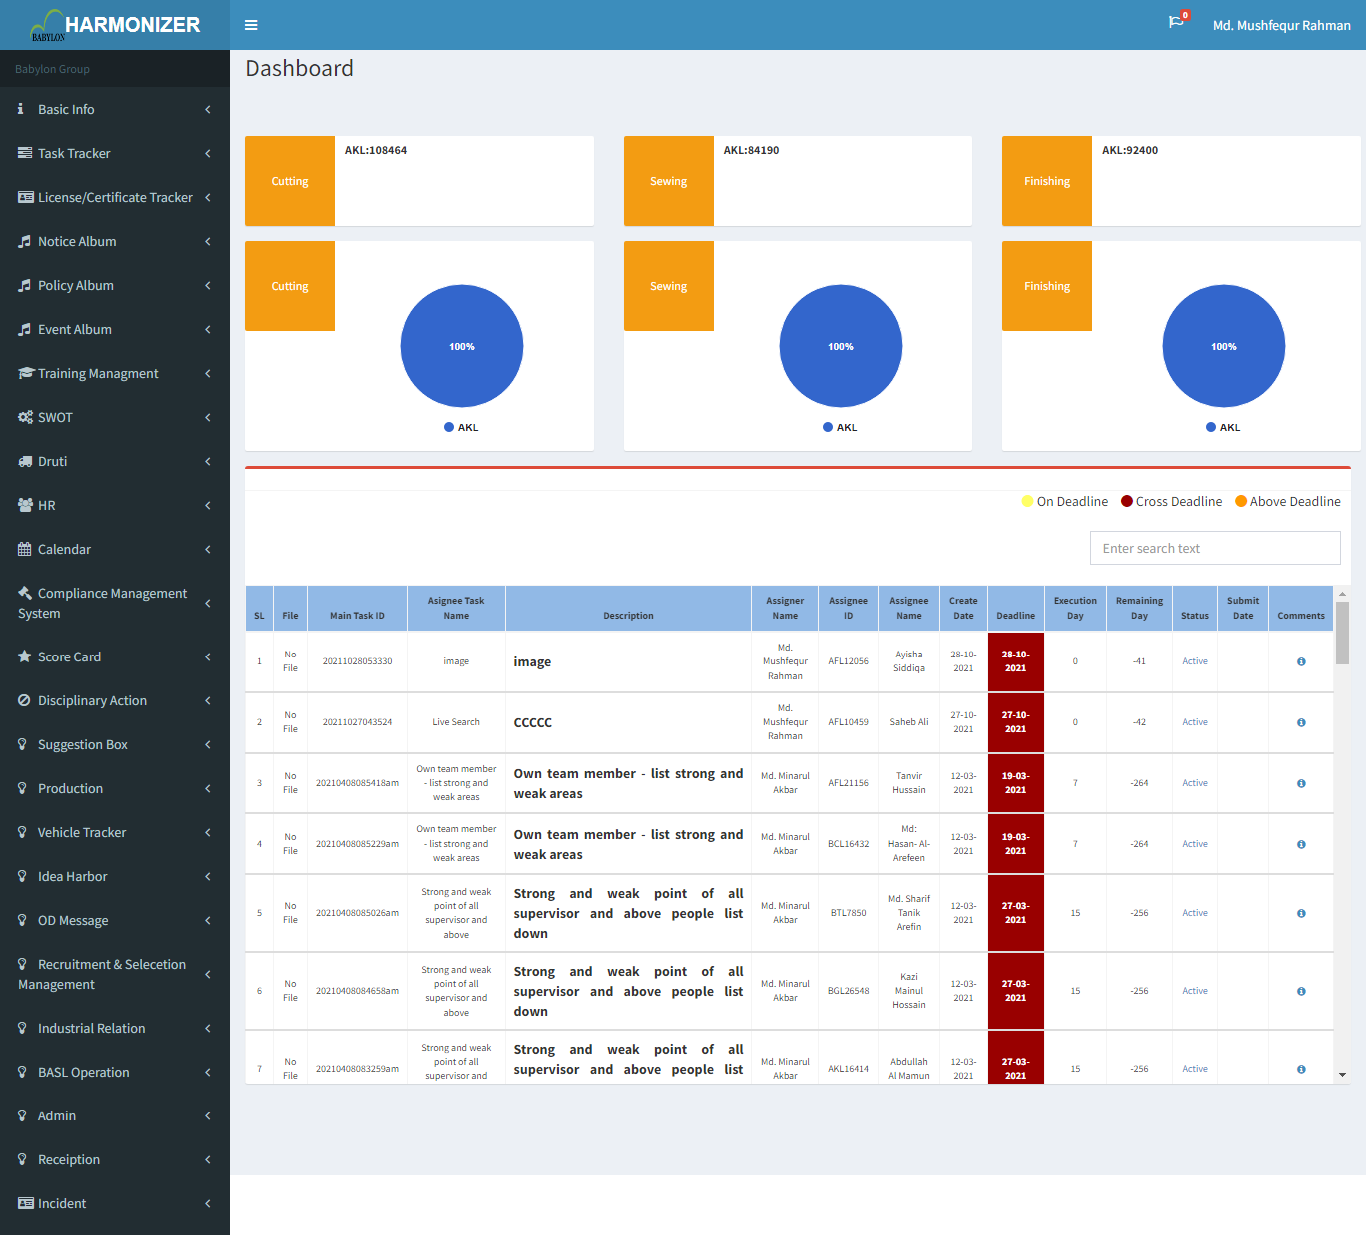 BABYLON HARMONIZER
0
Md. Mushfequr Rahman
Babylon Group
Basic Info
Task Tracker
License/Certificate Tracker
Notice Album
Policy Album
Event Album
Training Managment
SWOT
Druti
HR
Calendar
Compliance Management
System
Score Card
Disciplinary Action
Suggestion Box
Production
Vehicle Tracker
Idea Harbor
OD Message
Recruitment & Selecetion
Management
Industrial Relation
BASL Operation
Admin
Receiption
Incident
Dashboard
Cutting
AKL:108464
Sewing
AKL:84190
Finishing
AKL:92400
Cutting
100%
AKL
Sewing
100%
AKL
Finishing
100%
AKL
On Deadline Cross Deadline Above Deadline
Enter search text
SL File Main Task ID Asignee Task Name Description Assigner Name Assignee ID Assignee Name Create Date Deadline Execution Day Remaining Day Status Submit Date Comments
1 No File 20211028053330 image image Md. Mushfequr Rahman AFL12056 Ayisha Siddiqa 28-10-2021 28-10-2021 0 -41 Active
2 No File 20211027043524 Live Search CCCCC Md. Mushfequr Rahman AFL10459 Saheb Ali 27-10-2021 27-10-2021 0 -42 Active
3 No File 20210408085418am Own team member - list strong and weak areas Own team member - list strong and weak areas Md. Minarul Akbar AFL21156 Tanvir Hussain 12-03-2021 19-03-2021 7 -264 Active
4 No File 20210408085229am Own team member - list strong and weak areas Own team member - list strong and weak areas Md. Minarul Akbar BCL16432 Md: Hasan- Al-Arefeen 12-03-2021 19-03-2021 7 -264 Active
5 No File 20210408085026am Strong and weak point of all supervisor and above Strong and weak point of all supervisor and above people list down Md. Minarul Akbar BTL7850 Md. Sharif Tanik Arefin 12-03-2021 27-03-2021 15 -256 Active
6 No File 20210408084658am Strong and weak point of all supervisor and above Strong and weak point of all supervisor and above people list down Md. Minarul Akbar BGL26548 Kazi Mainul Hossain 12-03-2021 27-03-2021 15 -256 Active
7 No File 20210408083259am Strong and weak point of all supervisor and Strong and weak point of all supervisor and above people list Md. Minarul Akbar AKL16414 Abdullah Al Mamun 12-03-2021 27-03-2021 15 -256 Active